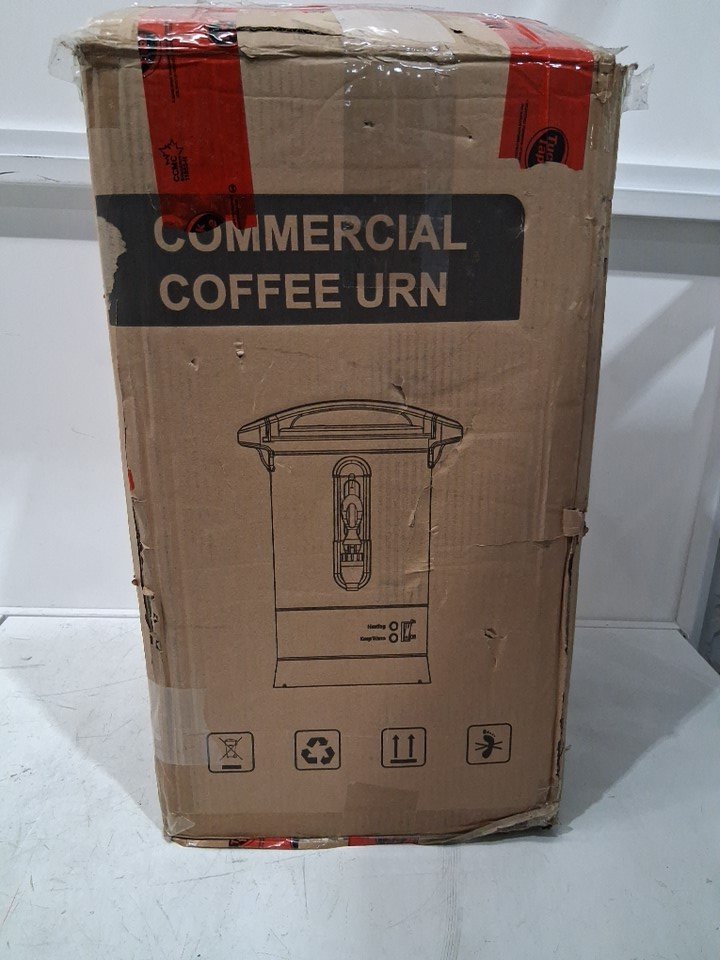 COMMERCIAL
COFFEE URN
Heating
Keep Warm